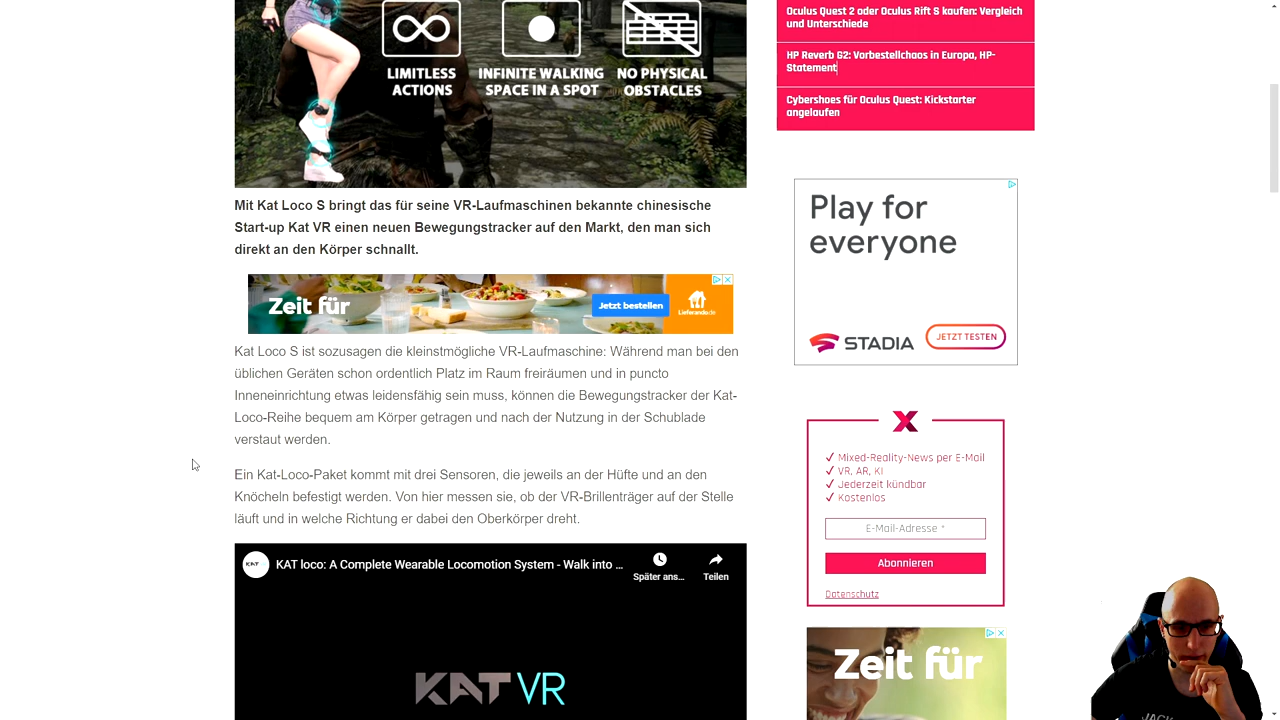 LIMITLESS
ACTIONS
INFINITE WALKING
SPACE IN A SPOT
NO PHYSICAL
OBSTACLES
Mit Kat Loco S bringt das für seine VR-Laufmaschinen bekannte chinesische
Start-up Kat VR einen neuen Bewegungstracker auf den Markt, den man sich
direkt an den Körper schnallt.
Zeit für
Jetzt bestellen
Lieferando.de
Kat Loco S ist sozusagen die kleinstmögliche VR-Laufmaschine: Während man bei den
üblichen Geräten schon ordentlich Platz im Raum freiräumen und in puncto
Inneneinrichtung etwas leidensfähig sein muss, können die Bewegungstracker der Kat-
Loco-Reihe bequem am Körper getragen und nach der Nutzung in der Schublade
verstaut werden.
Ein Kat-Loco-Paket kommt mit drei Sensoren, die jeweils an der Hüfte und an den
Knöcheln befestigt werden. Von hier messen sie, ob der VR-Brillenträger auf der Stelle
läuft und in welche Richtung er dabei den Oberkörper dreht.
KAT
KAT loco: A Complete Wearable Locomotion System - Walk into ...
Später ans...
Teilen
KAT VR
Oculus Quest 2 oder Oculus Rift S kaufen: Vergleich
und Unterschiede
HP Reverb G2: Vorbestellchaos in Europa, HP-
Statement
Cybershoes für Oculus Quest: Kickstarter
angelaufen
Play for
everyone
STADIA
JETZT TESTEN
X
✓ Mixed-Reality-News per E-Mail
✓ VR, AR, KI
✓ Jederzeit kündbar
✓ Kostenlos
E-Mail-Adresse *
Abonnieren
Datenschutz
Zeit für
JACK